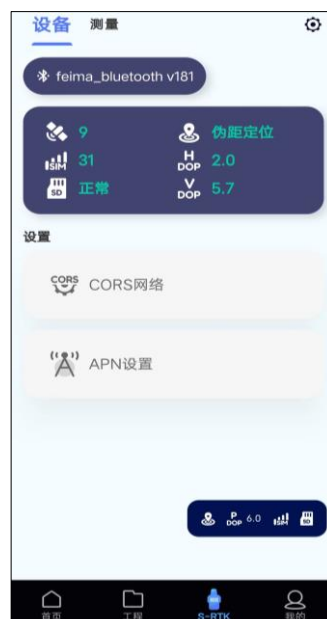 设备 测量
feima_bluetooth v181
9 伪距定位
SIM 31 H DOP 2.0
SD 正常 V DOP 5.7
设置
CORS CORS网络
APN设置
P DOP 6.0 SIM
首页 工程 S-RTK 我的